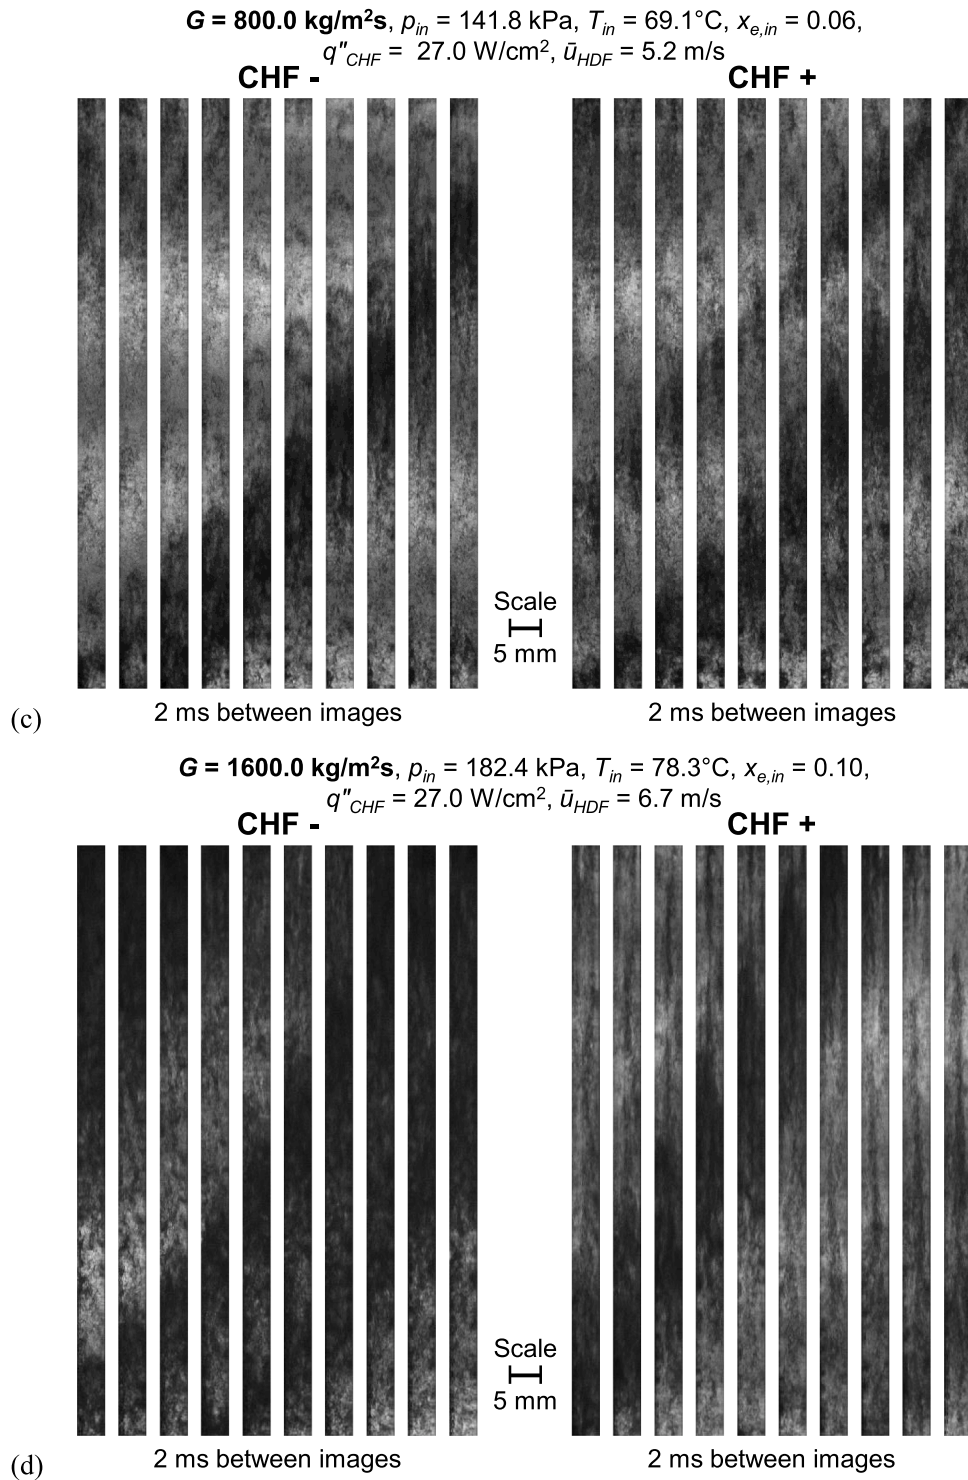 G = 800.0 kg/m²s, p_in = 141.8 kPa, T_in = 69.1°C, x_e,in = 0.06,
q″_CHF = 27.0 W/cm², ū_HDF = 5.2 m/s
CHF - CHF +
Scale
5 mm
(c) 2 ms between images 2 ms between images
G = 1600.0 kg/m²s, p_in = 182.4 kPa, T_in = 78.3°C, x_e,in = 0.10,
q″_CHF = 27.0 W/cm², ū_HDF = 6.7 m/s
CHF - CHF +
Scale
5 mm
(d) 2 ms between images 2 ms between images